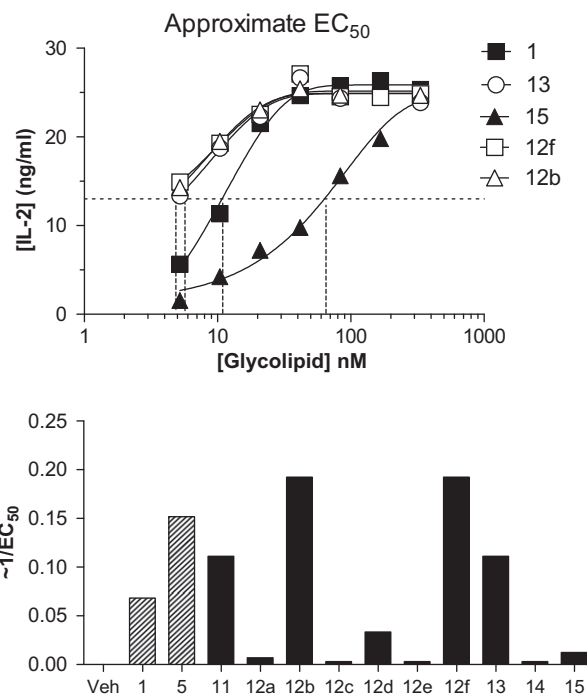 Approximate EC50
30
20
10
0
[IL-2] (ng/ml)
1 10 100 1000
[Glycolipid] nM
1
13
15
12f
12b
0.25
0.20
0.15
0.10
0.05
0.00
~1/EC50
Veh 1 5 11 12a 12b 12c 12d 12e 12f 13 14 15